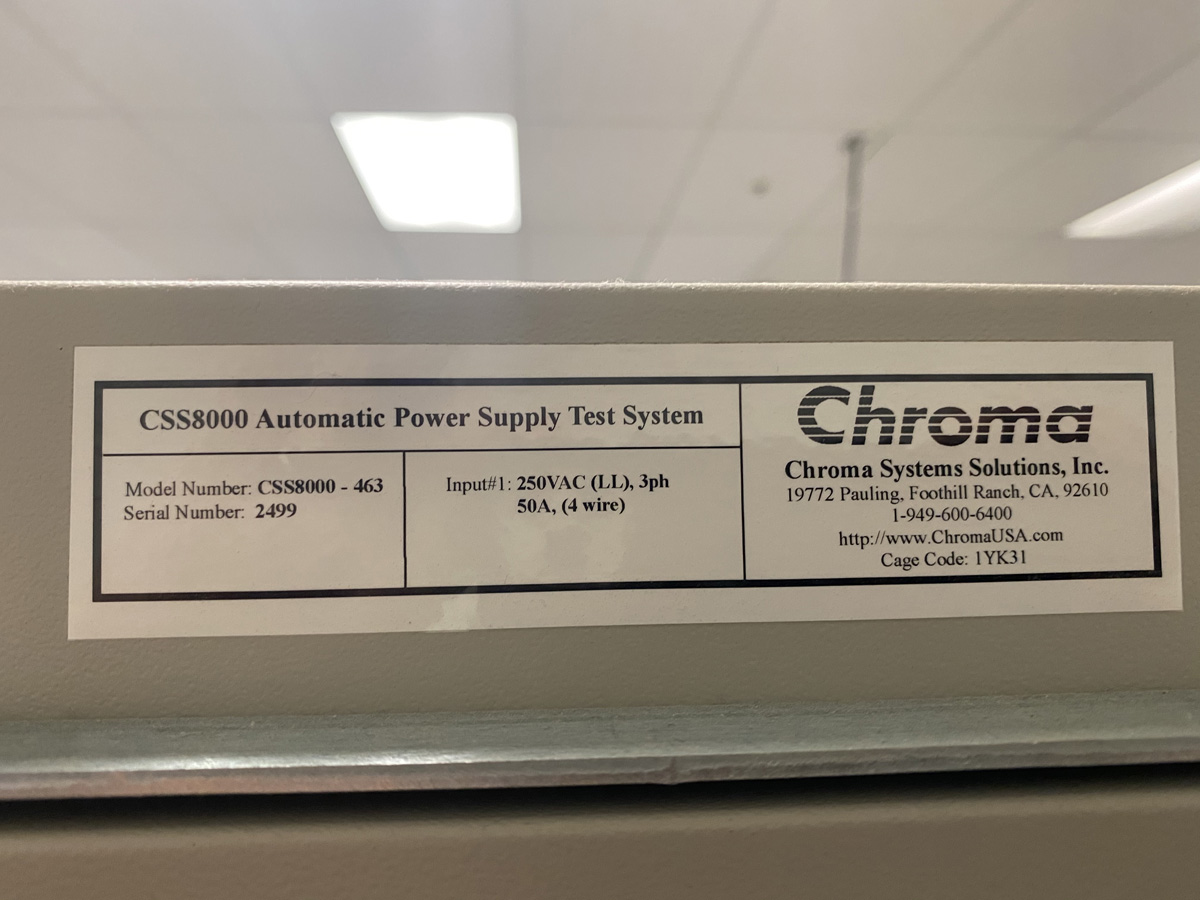 CSS8000 Automatic Power Supply Test System
Model Number: CSS8000 - 463
Serial Number: 2499
Input#1: 250VAC (LL), 3ph
50A, (4 wire)
Chroma
Chroma Systems Solutions, Inc.
19772 Pauling, Foothill Ranch, CA, 92610
1-949-600-6400
http://www.ChromaUSA.com
Cage Code: 1YK31